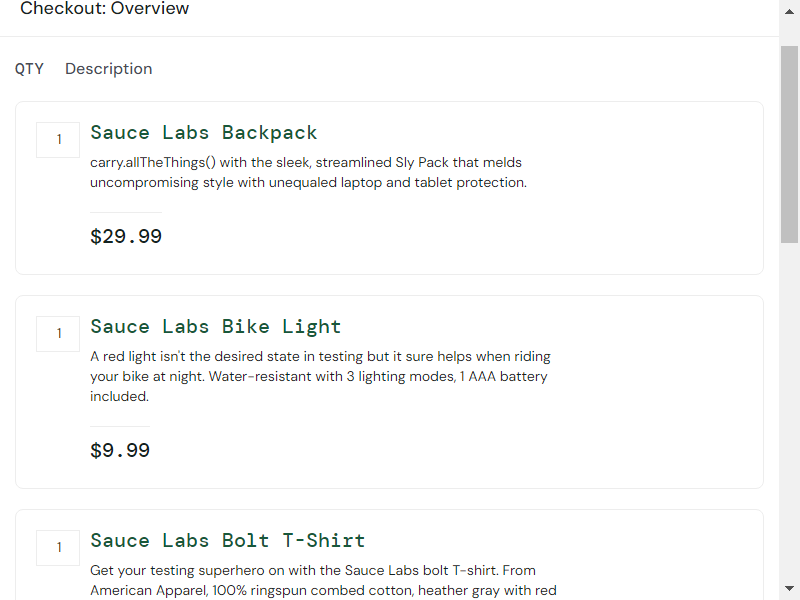 Checkout: Overview
QTY Description
1
Sauce Labs Backpack
carry.allTheThings() with the sleek, streamlined Sly Pack that melds
uncompromising style with unequaled laptop and tablet protection.
$29.99
1
Sauce Labs Bike Light
A red light isn't the desired state in testing but it sure helps when riding
your bike at night. Water-resistant with 3 lighting modes, 1 AAA battery
included.
$9.99
1
Sauce Labs Bolt T-Shirt
Get your testing superhero on with the Sauce Labs bolt T-shirt. From
American Apparel, 100% ringspun combed cotton, heather gray with red